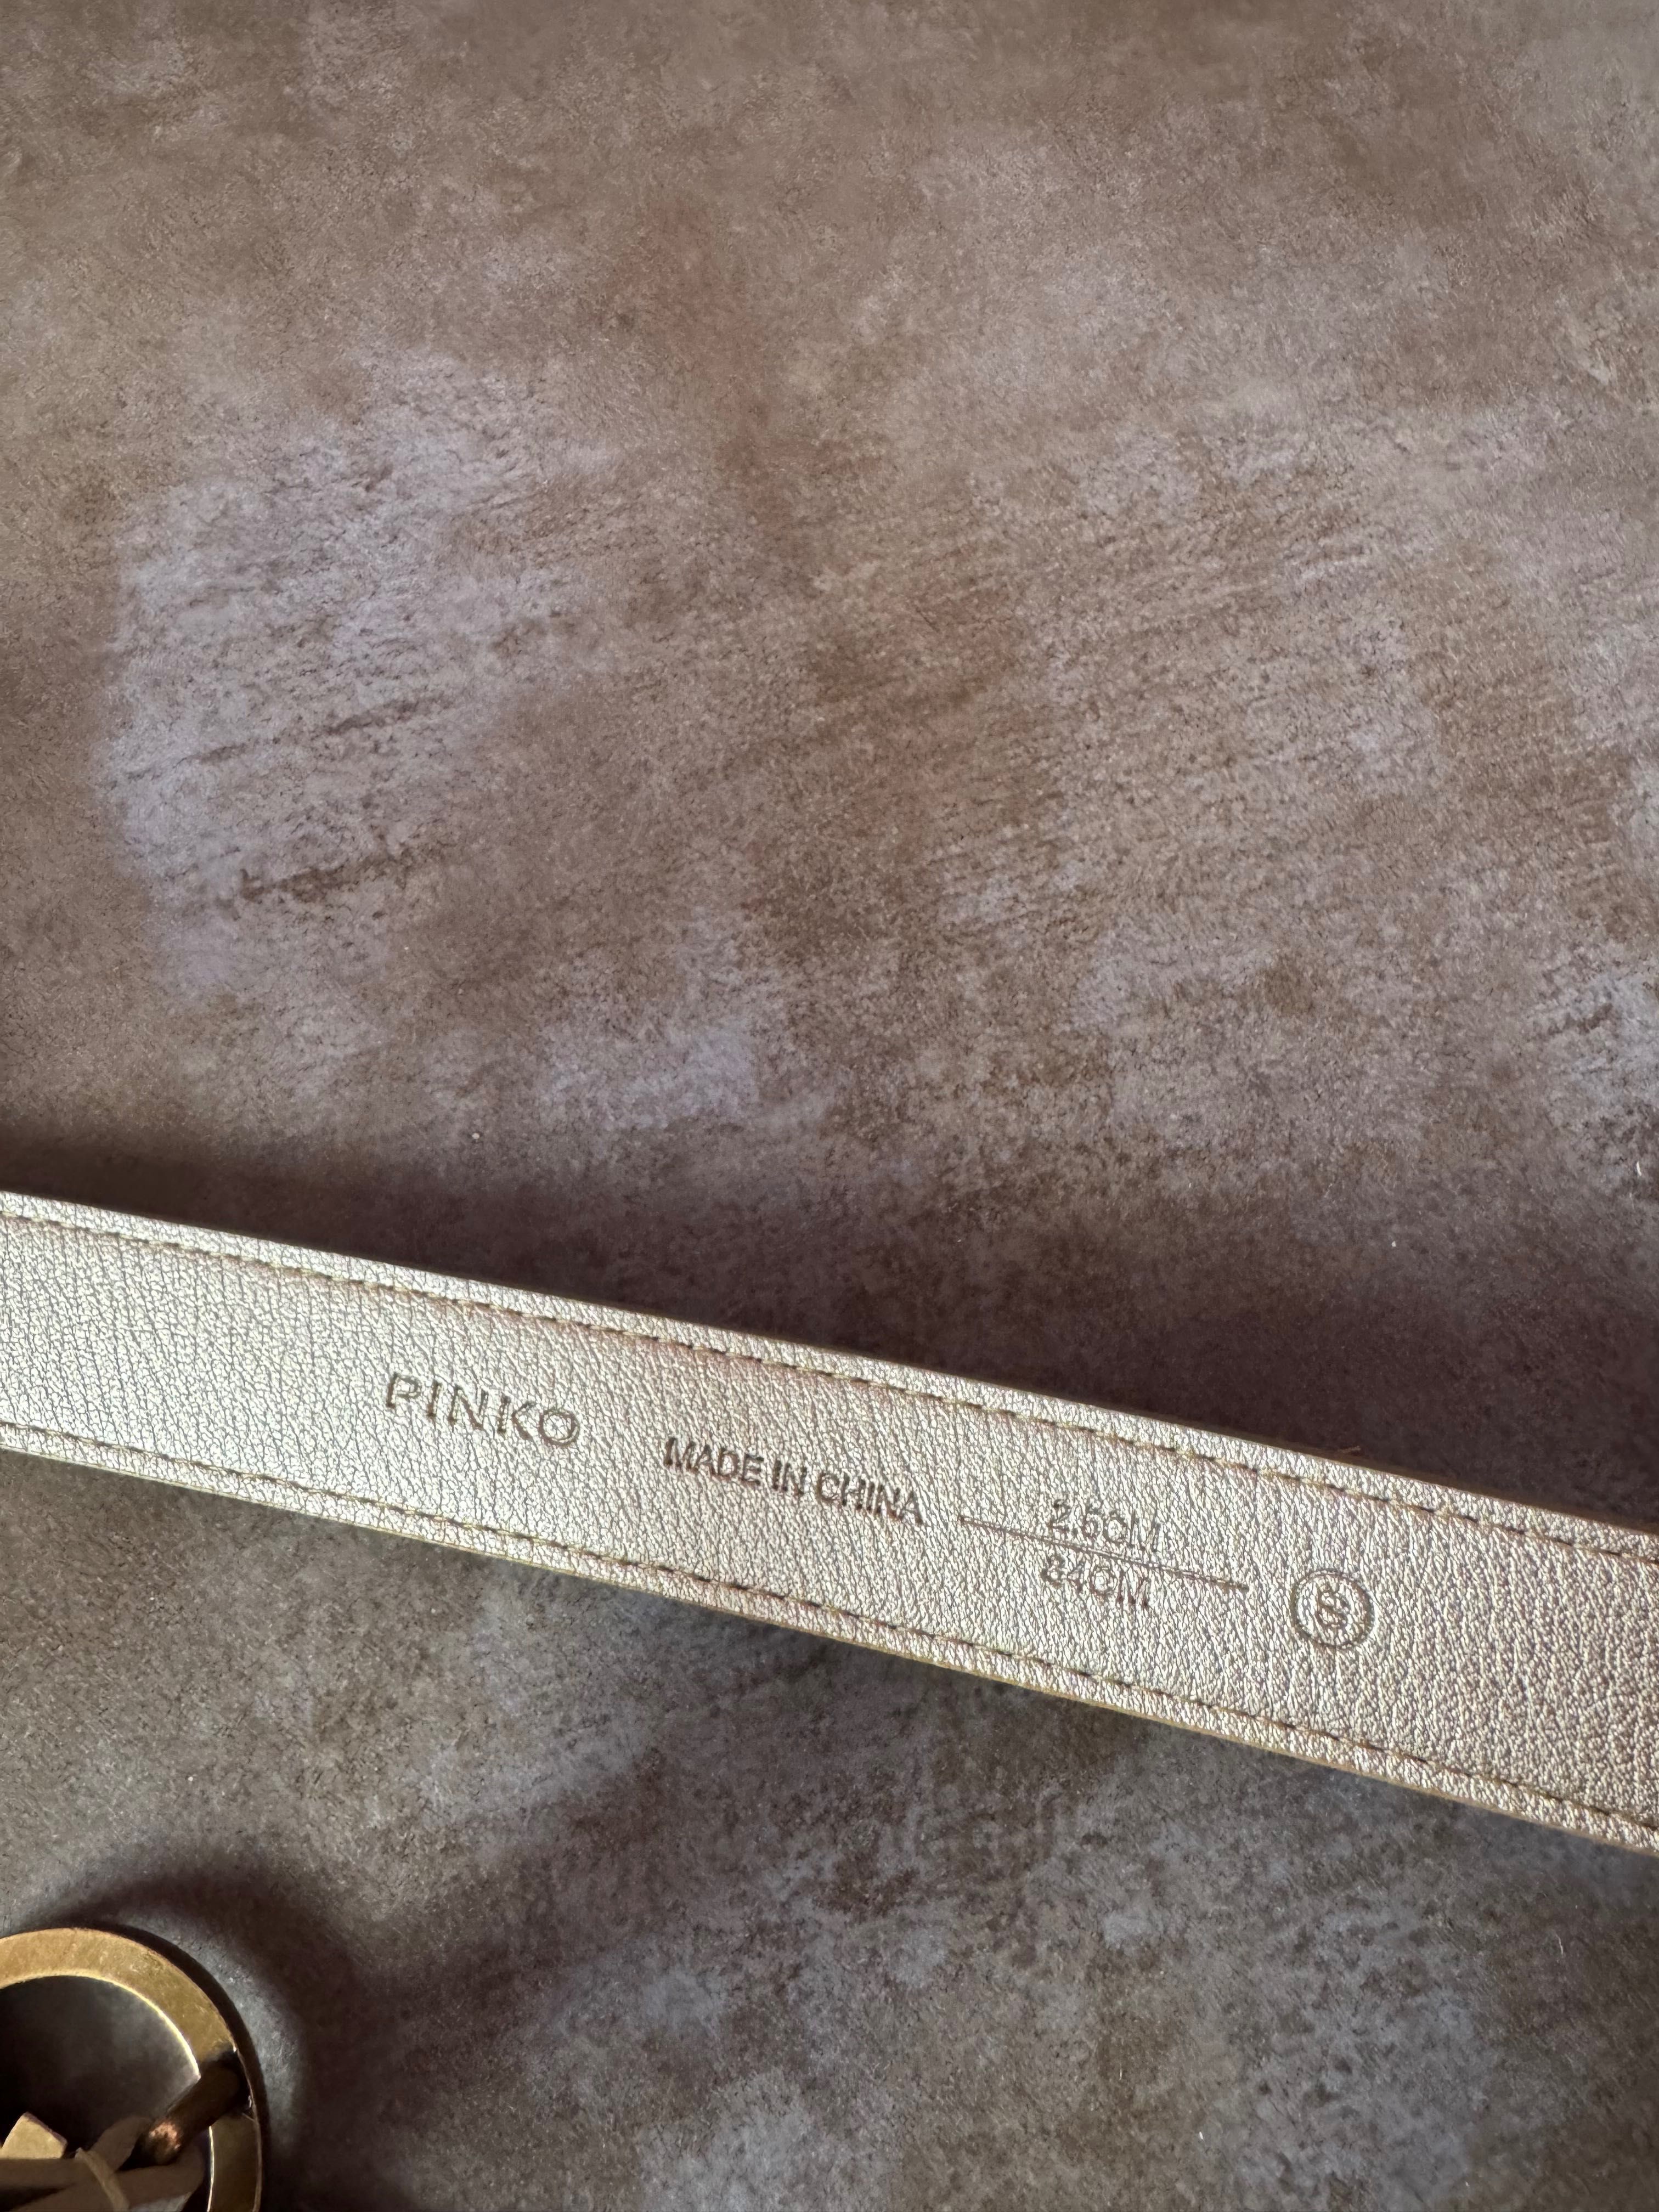 PINKO
MADE IN CHINA
2.5CM
84CM
S